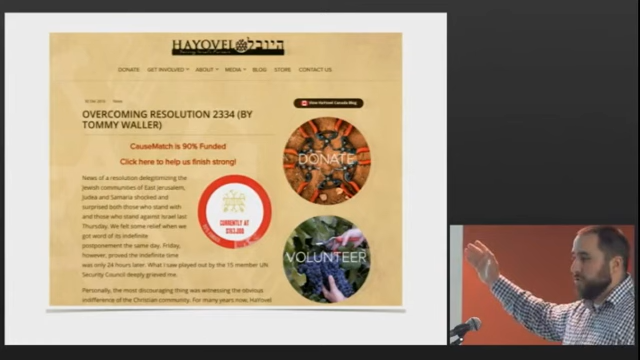 HAYOVEL היובל
DONATE GET INVOLVED ABOUT MEDIA BLOG STORE CONTACT US
OVERCOMING RESOLUTION 2334 (BY
TOMMY WALLER)
CauseMatch is 90% Funded
Click here to help us finish strong!
News of a resolution delegitimizing the
Jewish communities of East Jerusalem,
Judea and Samaria shocked and
surprised both those who stand with
and those who stand against Israel last
Thursday. We felt some relief when we
got word of its indefinite
postponement the same day. Friday,
however, proved the indefinite time
was only 24 hours later. What I saw played out by the 15 member UN
Security Council deeply grieved me.
Personally, the most discouraging thing was witnessing the obvious
indifference of the Christian community. For many years now, HaYovel
CURRENTLY AT
View HaYovel Canada Blog
DONATE
VOLUNTEER